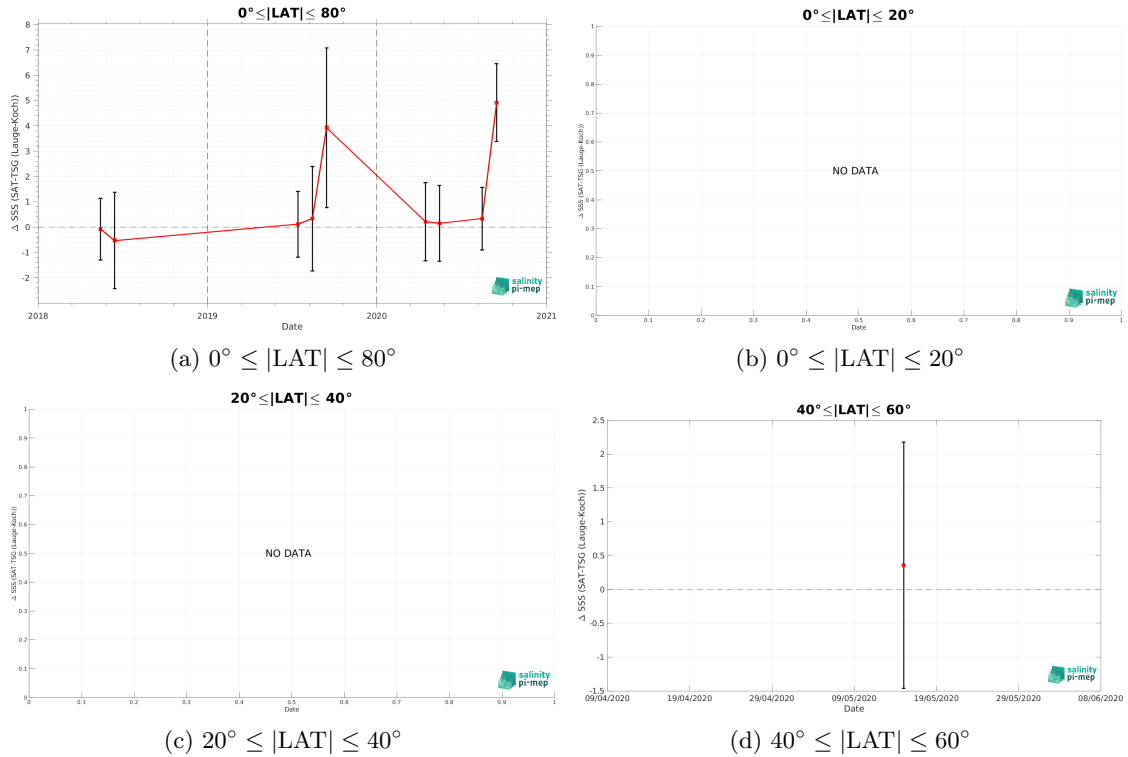 0°≤|LAT|≤ 80°
8
7
6
5
4
3
2
1
0
-1
-2
Δ SSS (SAT-TSG (Lauge-Koch))
2018 2019 2020 2021
Date
salinity
pi-mep
(a) 0° ≤ |LAT| ≤ 80°
0°≤|LAT|≤ 20°
1
0.9
0.8
0.7
0.6
0.5
0.4
0.3
0.2
0.1
0
Δ SSS (SAT-TSG (Lauge-Koch))
NO DATA
0 0.1 0.2 0.3 0.4 0.5 0.6 0.7 0.8 0.9 1
Date
salinity
pi-mep
(b) 0° ≤ |LAT| ≤ 20°
20°≤|LAT|≤ 40°
1
0.9
0.8
0.7
0.6
0.5
0.4
0.3
0.2
0.1
0
Δ SSS (SAT-TSG (Lauge-Koch))
NO DATA
0 0.1 0.2 0.3 0.4 0.5 0.6 0.7 0.8 0.9 1
Date
salinity
pi-mep
(c) 20° ≤ |LAT| ≤ 40°
40°≤|LAT|≤ 60°
2.5
2
1.5
1
0.5
0
-0.5
-1
-1.5
Δ SSS (SAT-TSG (Lauge-Koch))
09/04/2020 19/04/2020 29/04/2020 09/05/2020 19/05/2020 29/05/2020 08/06/2020
Date
salinity
pi-mep
(d) 40° ≤ |LAT| ≤ 60°